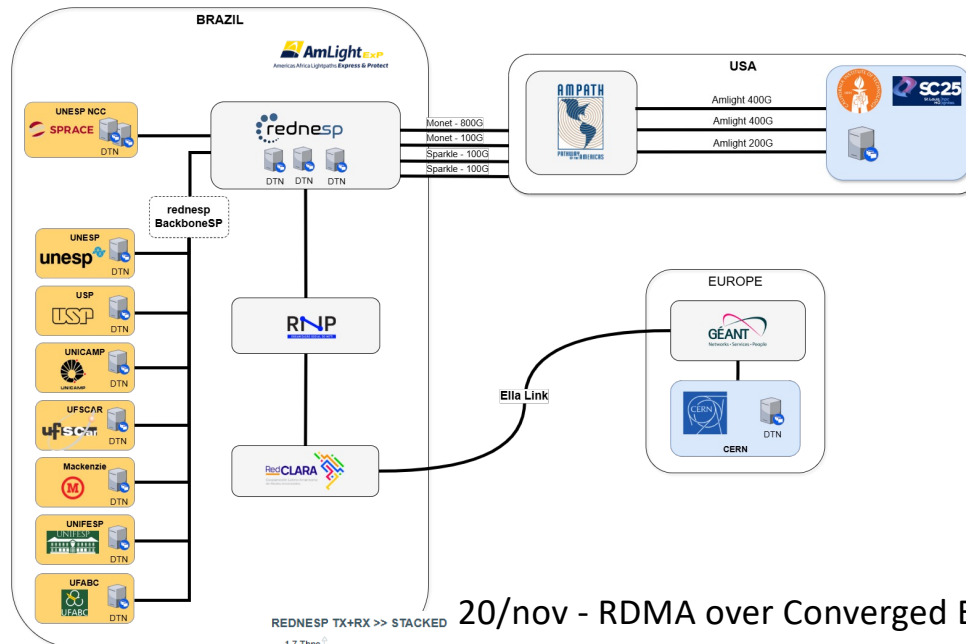 BRAZIL
AmLight ExP
Americas Africa Lightpaths Express & Protect
UNESP NCC
SPRACE
DTN
rednesp
DTN DTN DTN
Monet - 800G
Monet - 100G
Sparkle - 100G
Sparkle - 100G
USA
AMPATH
PATHWAY OF THE AMERICAS
Amlight 400G
Amlight 400G
Amlight 200G
SC25
rednesp
BackboneSP
UNESP
unesp
DTN
USP
USP
DTN
UNICAMP
UNICAMP
DTN
UFSCAR
ufscar
DTN
Mackenzie
M
DTN
UNIFESP
UNIFESP
DTN
UFABC
UFABC
DTN
RNP
RedCLARA
Ella Link
EUROPE
GÉANT
Networks • Services • People
CERN
DTN
CERN
REDNESP TX+RX >> STACKED
20/nov - RDMA over Converged E